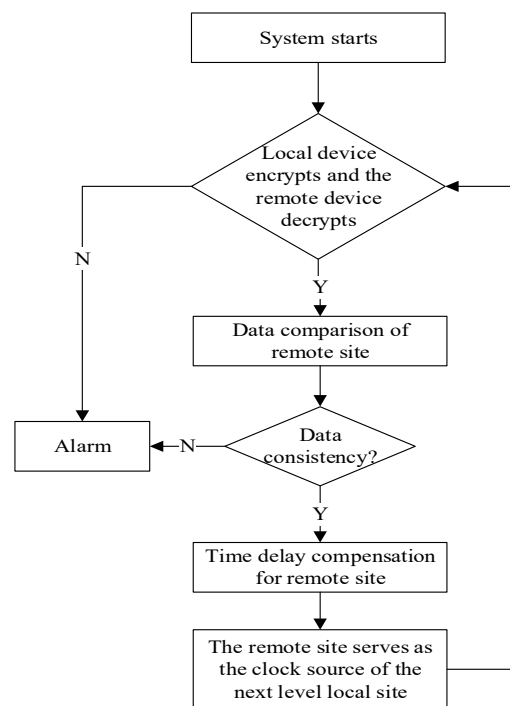 System starts
Local device
encrypts and the
remote device
decrypts
N
Y
Data comparison of
remote site
Alarm
N
Data
consistency?
Y
Time delay compensation
for remote site
The remote site serves as
the clock source of the
next level local site